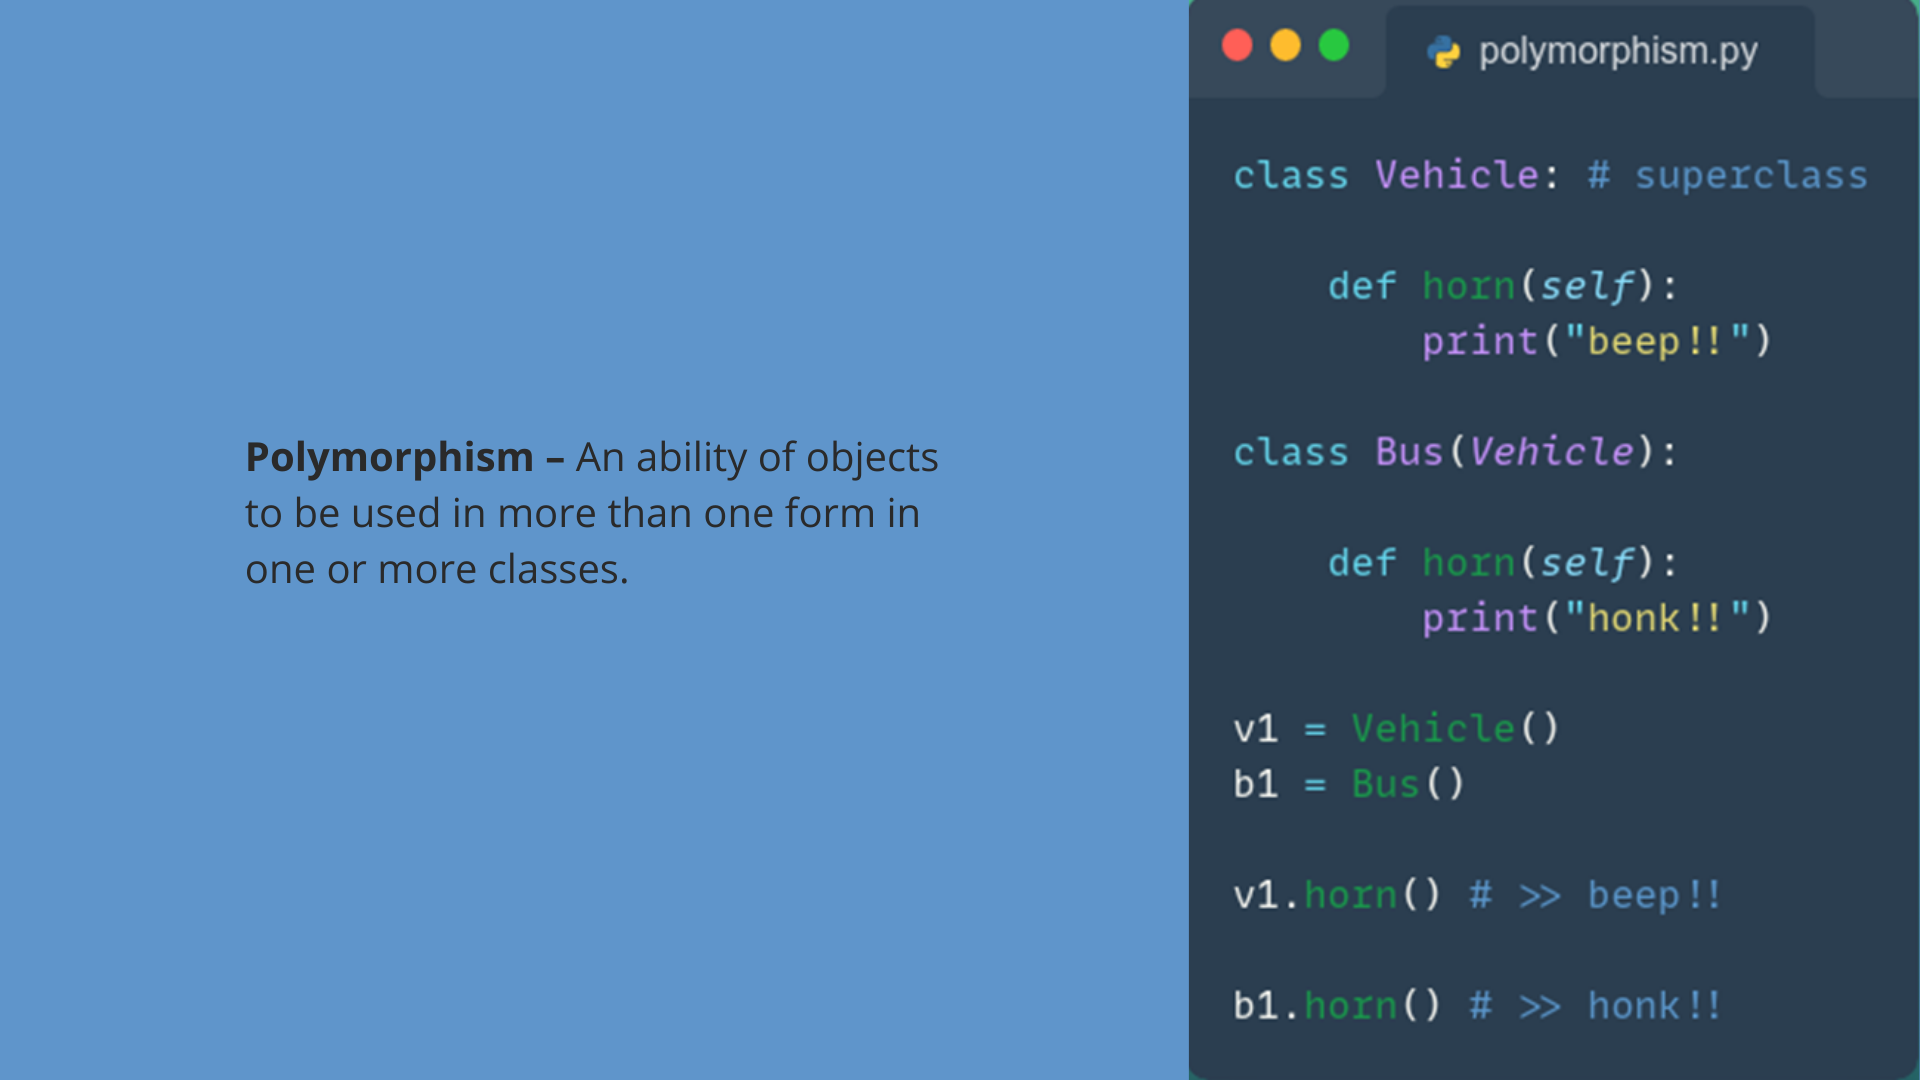 Polymorphism – An ability of objects
to be used in more than one form in
one or more classes.
polymorphism.py
class Vehicle: # superclass
def horn(self):
print("beep!!")
class Bus(Vehicle):
def horn(self):
print("honk!!")
v1 = Vehicle()
b1 = Bus()
v1.horn() # >> beep!!
b1.horn() # >> honk!!